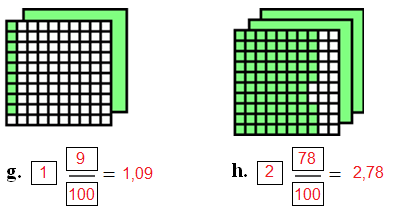 g. 1 9/100 = 1,09
h. 2 78/100 = 2,78